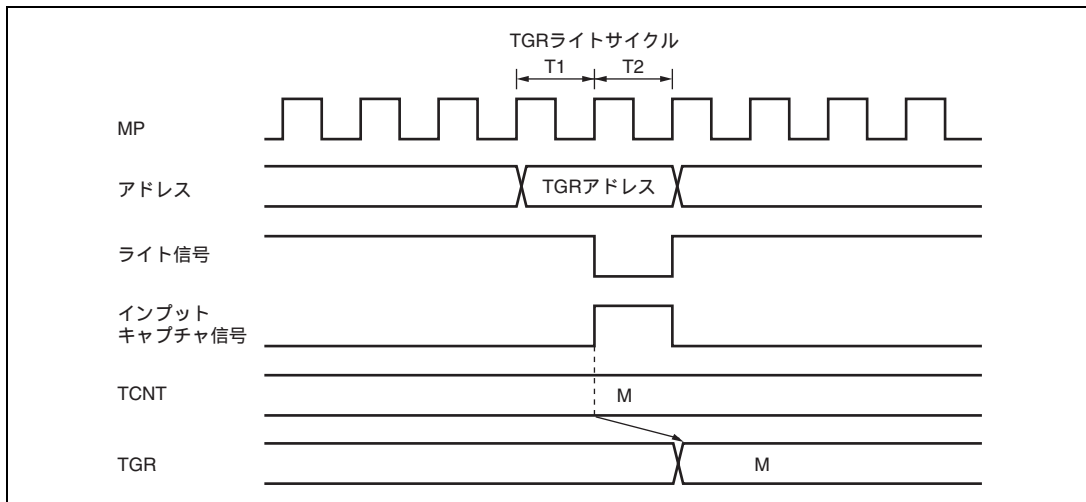 TGRライトサイクル
T1
T2
MP
アドレス
TGRアドレス
ライト信号
インプット
キャプチャ信号
TCNT
M
TGR
M